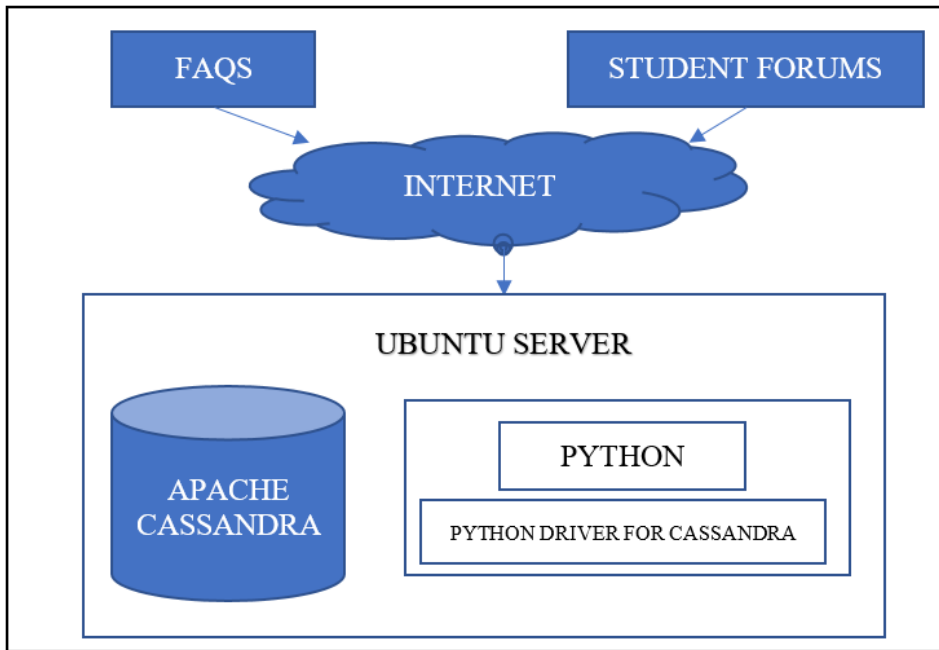 FAQS
STUDENT FORUMS
INTERNET
UBUNTU SERVER
APACHE
CASSANDRA
PYTHON
PYTHON DRIVER FOR CASSANDRA